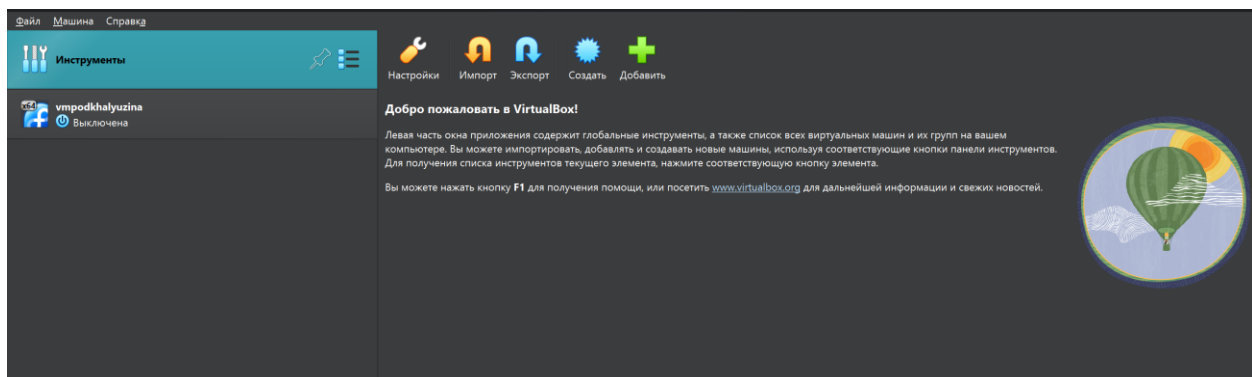 Файл Машина Справка
Инструменты
Настройки Импорт Экспорт Создать Добавить
x64
vmpodkhalyuzina
Выключена
Добро пожаловать в VirtualBox!
Левая часть окна приложения содержит глобальные инструменты, а также список всех виртуальных машин и их групп на вашем
компьютере. Вы можете импортировать, добавлять и создавать новые машины, используя соответствующие кнопки панели инструментов.
Для получения списка инструментов текущего элемента, нажмите соответствующую кнопку элемента.
Вы можете нажать кнопку F1 для получения помощи, или посетить www.virtualbox.org для дальнейшей информации и свежих новостей.